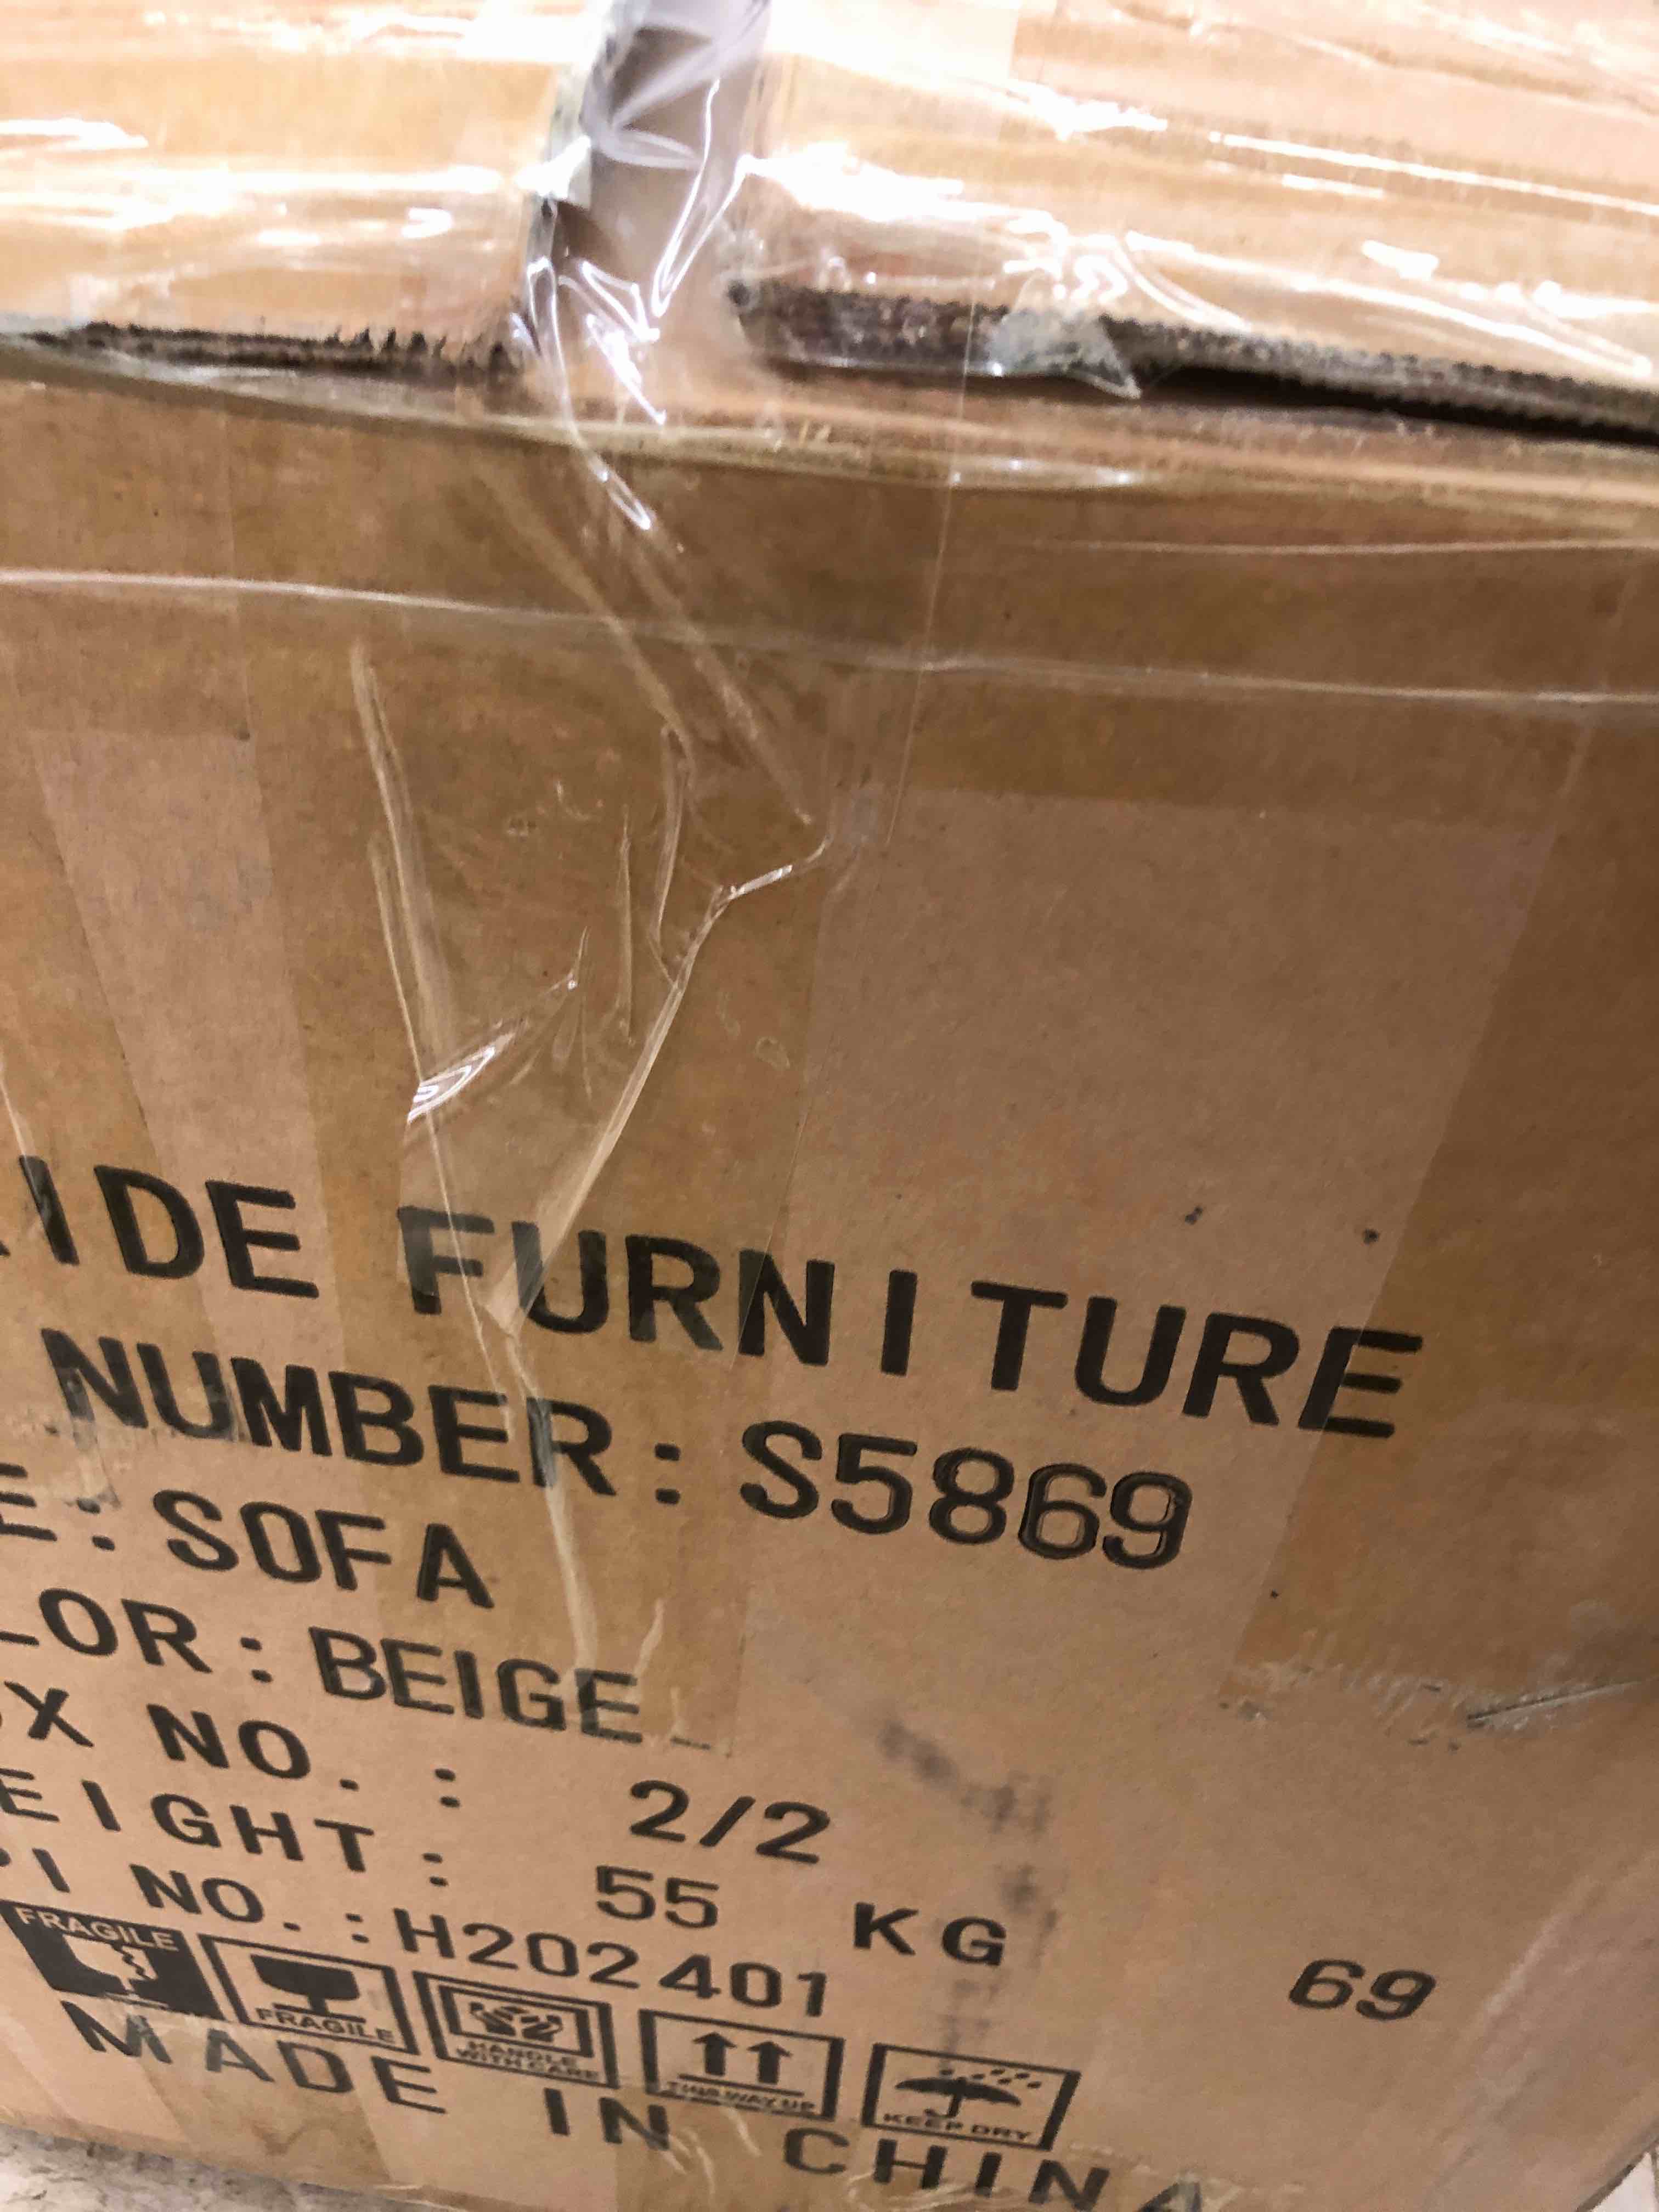 IDE FURNITURE
NUMBER: S5869
E: SOFA
LOR: BEIGE
X NO. : 2/2
EIGHT: 55 KG
PI NO. :H202401
69
FRAGILE
FRAGILE
HANDLE WITH CARE
THIS WAY UP
KEEP DRY
MADE IN CHINA